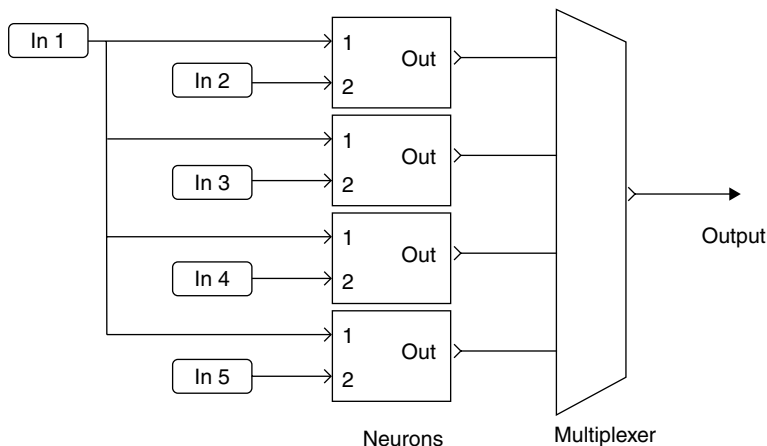 In 1
1
Out
In 2
2
1
Out
In 3
2
1
Out
In 4
2
1
Out
In 5
2
Output
Neurons
Multiplexer